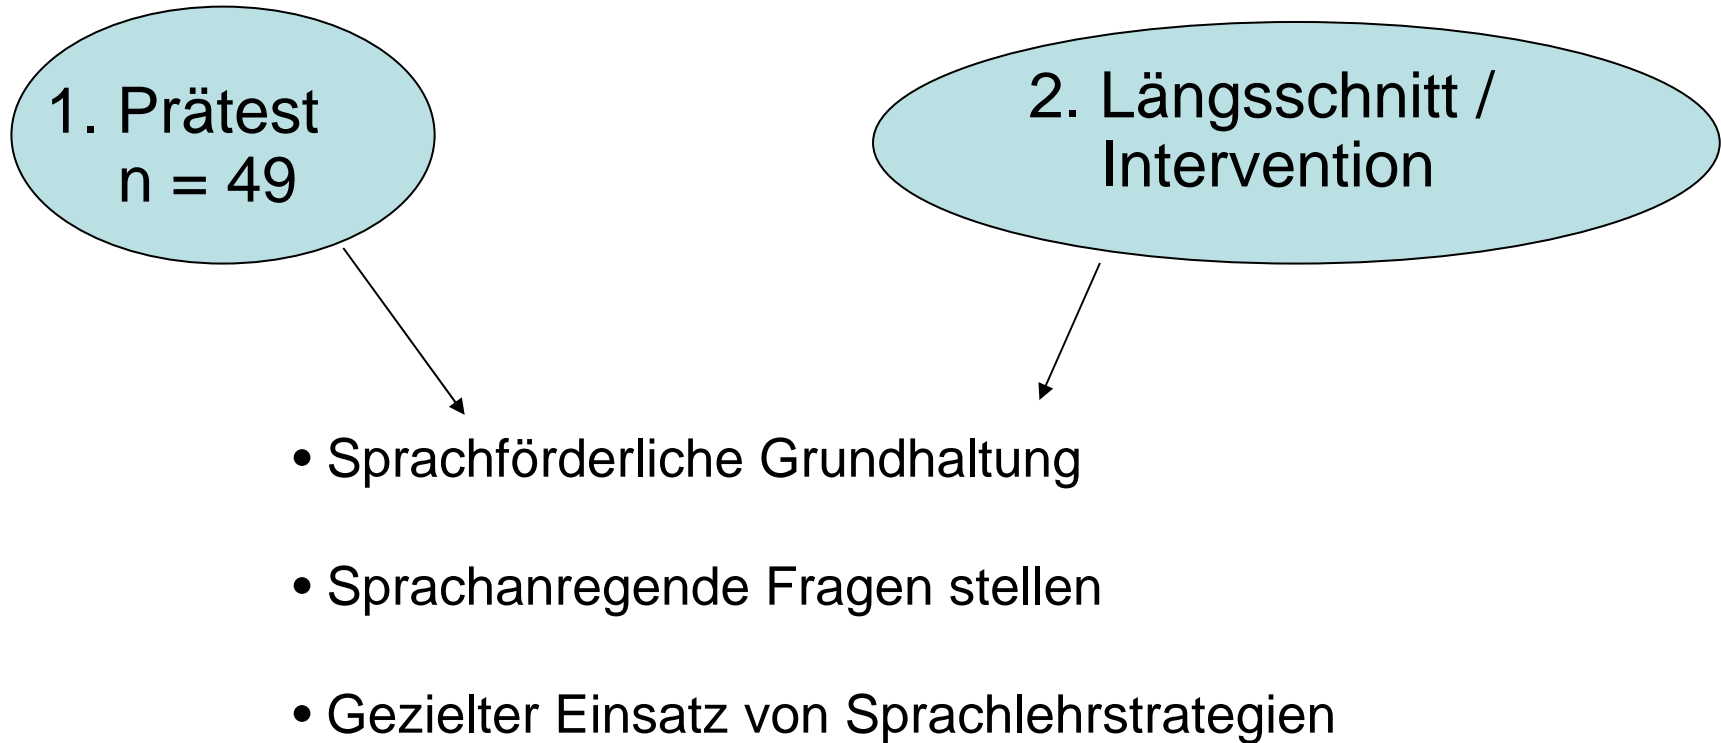 1. Prätest
n = 49
2. Längsschnitt /
Intervention
• Sprachförderliche Grundhaltung
• Sprachanregende Fragen stellen
• Gezielter Einsatz von Sprachlehrstrategien